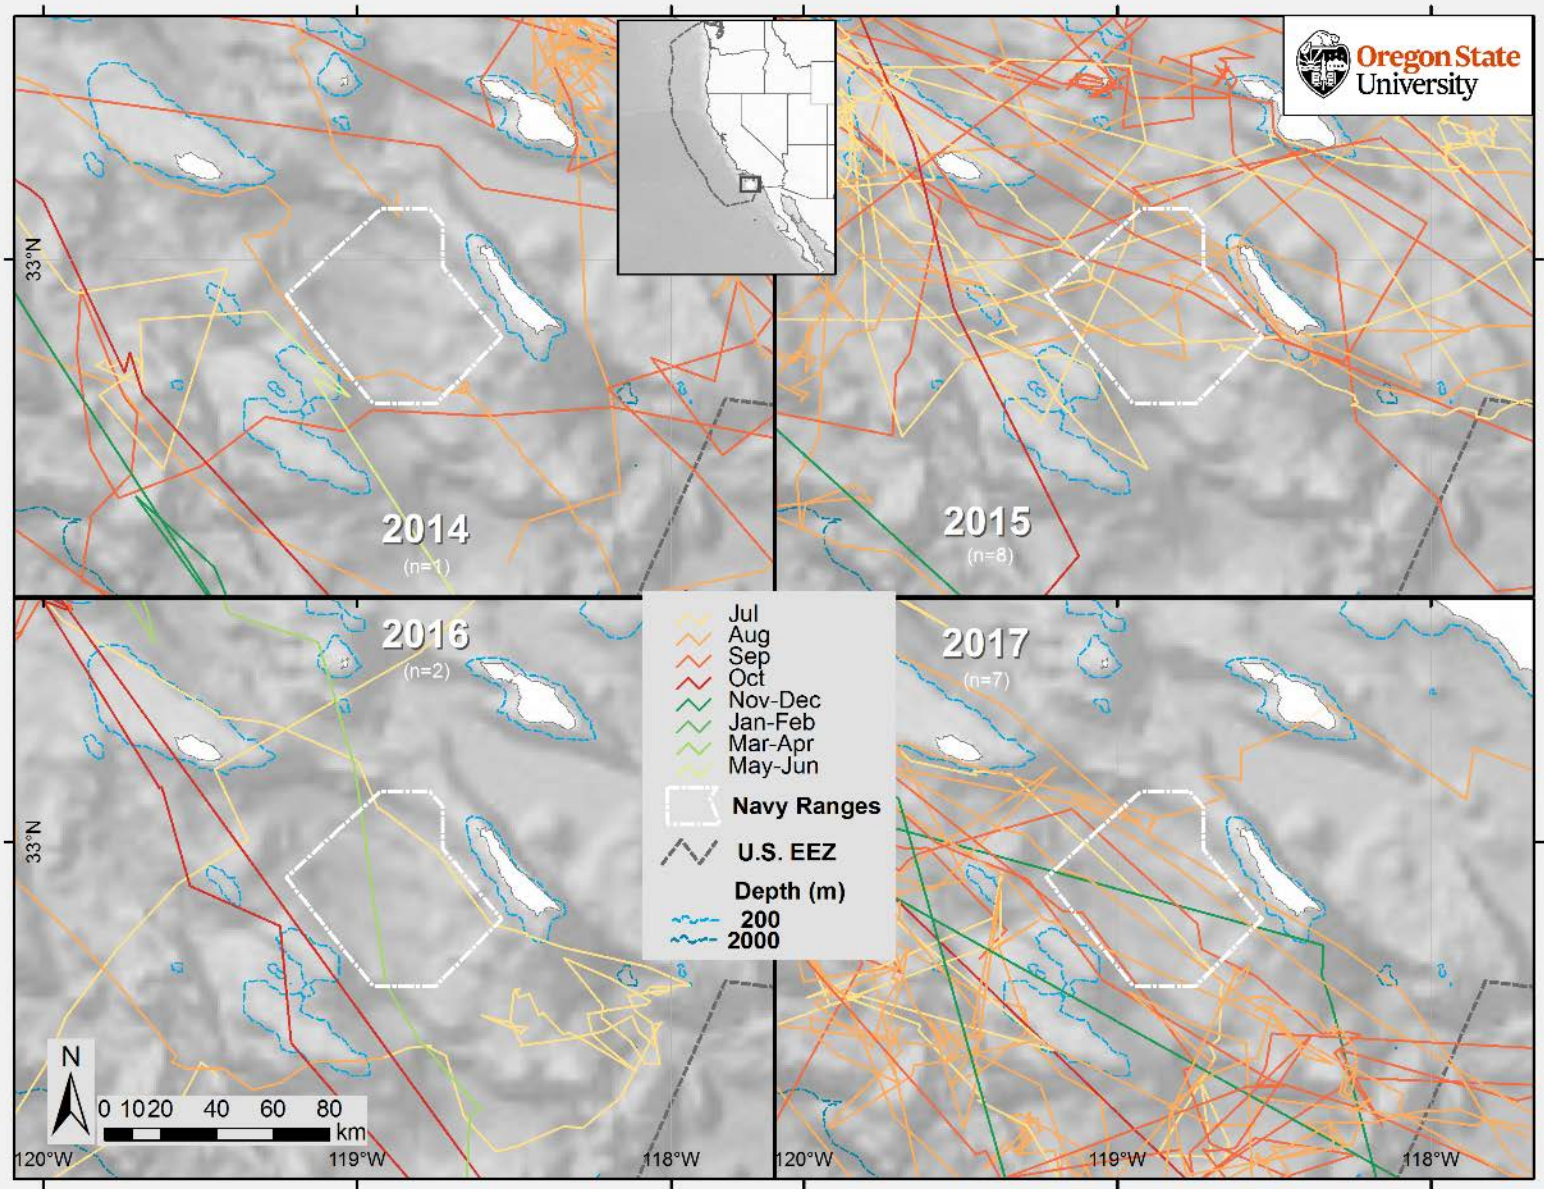 Oregon State
University
33°N
2014
(n=1)
2015
(n=8)
2016
(n=2)
2017
(n=7)
Jul
Aug
Sep
Oct
Nov-Dec
Jan-Feb
Mar-Apr
May-Jun
Navy Ranges
U.S. EEZ
Depth (m)
200
2000
33°N
N
0 10 20 40 60 80
km
120°W 119°W 118°W 120°W 119°W 118°W